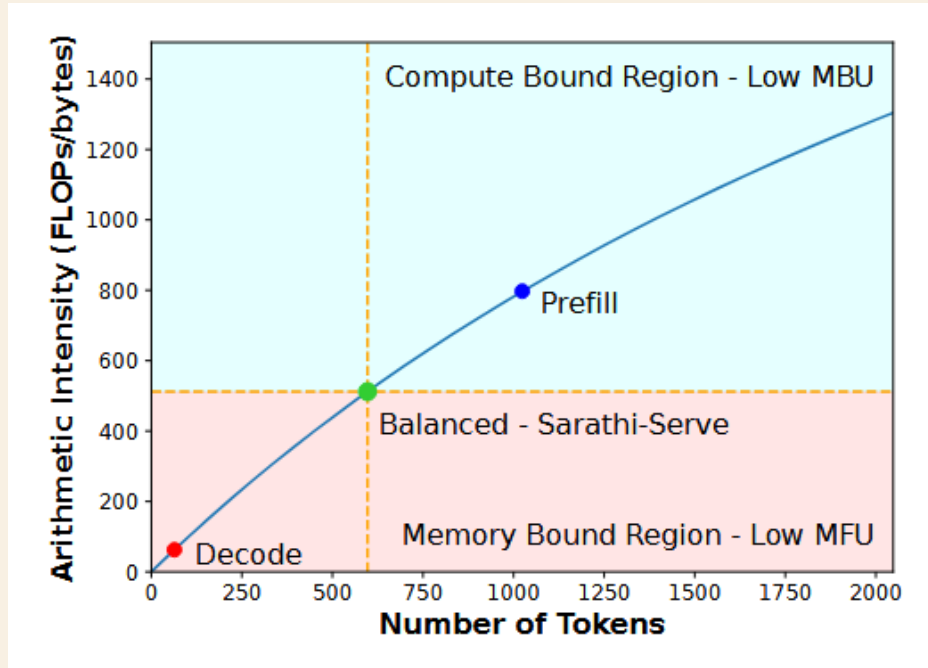 Arithmetic Intensity (FLOPs/bytes)
1400
1200
1000
800
600
400
200
0
Compute Bound Region - Low MBU
Prefill
Balanced - Sarathi-Serve
Memory Bound Region - Low MFU
Decode
0 250 500 750 1000 1250 1500 1750 2000
Number of Tokens